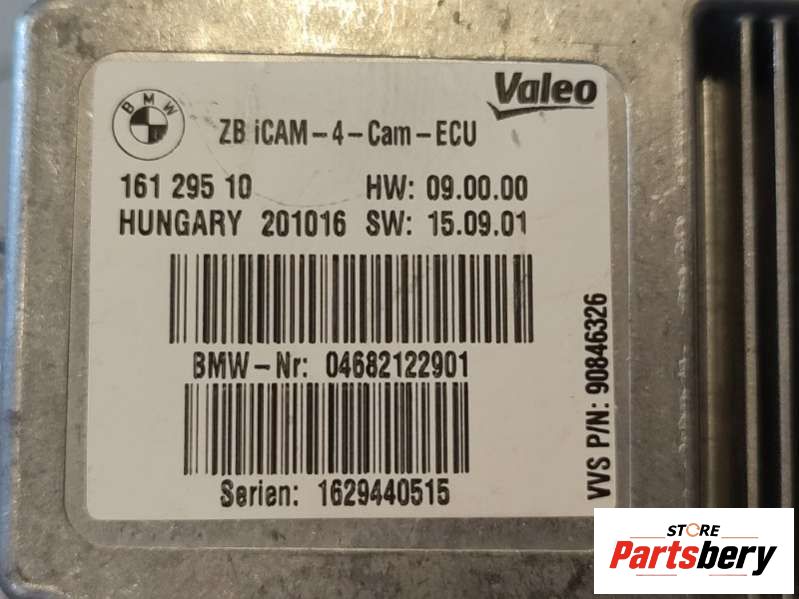 BMW
Valeo
ZB iCAM-4-Cam-ECU
161 295 10 HW: 09.00.00
HUNGARY 201016 SW: 15.09.01
BMW-Nr: 04682122901
Serien: 1629440515
VVS P/N: 90846326
STORE
Partsbery